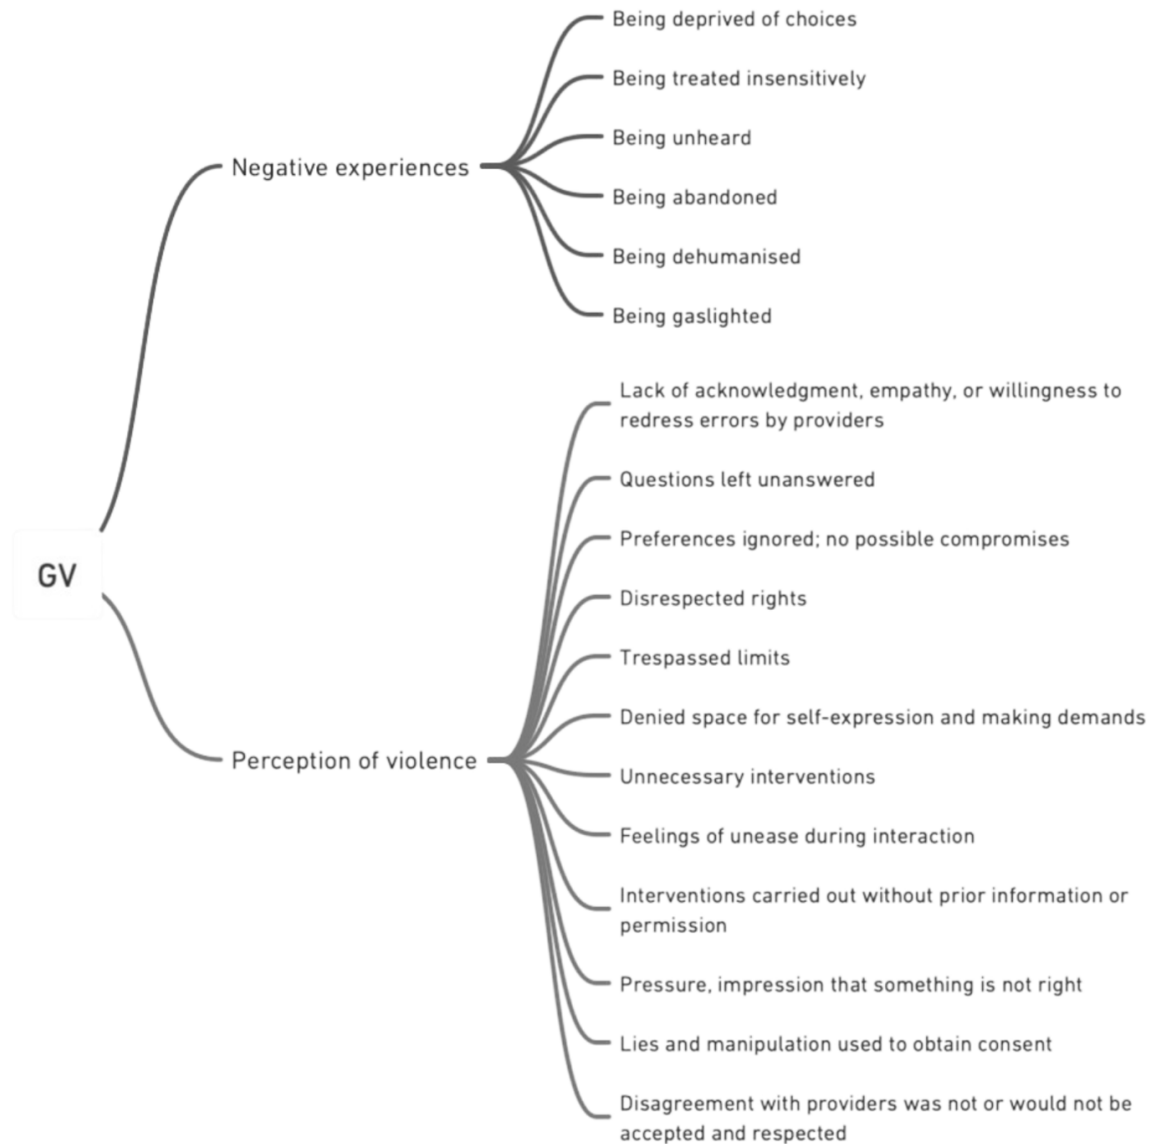 Being deprived of choices
Being treated insensitively
Being unheard
Negative experiences
Being abandoned
Being dehumanised
Being gaslighted
Lack of acknowledgment, empathy, or willingness to
redress errors by providers
Questions left unanswered
Preferences ignored; no possible compromises
GV
Disrespected rights
Trespassed limits
Denied space for self-expression and making demands
Perception of violence
Unnecessary interventions
Feelings of unease during interaction
Interventions carried out without prior information or
permission
Pressure, impression that something is not right
Lies and manipulation used to obtain consent
Disagreement with providers was not or would not be
accepted and respected